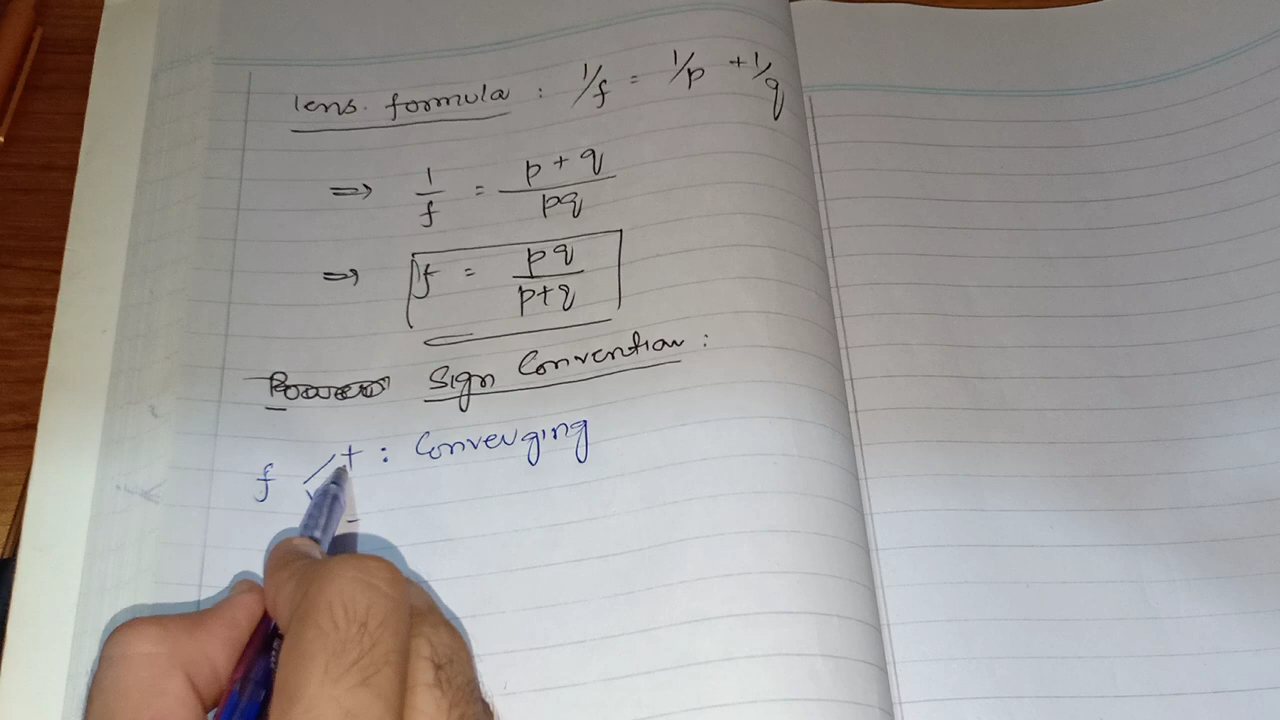 lens. formula : 1/f = 1/p + 1/q
⇒ 1/f = p + q/pq
⇒ f = pq/p+q
Sign Convention :
f + : Converging
-